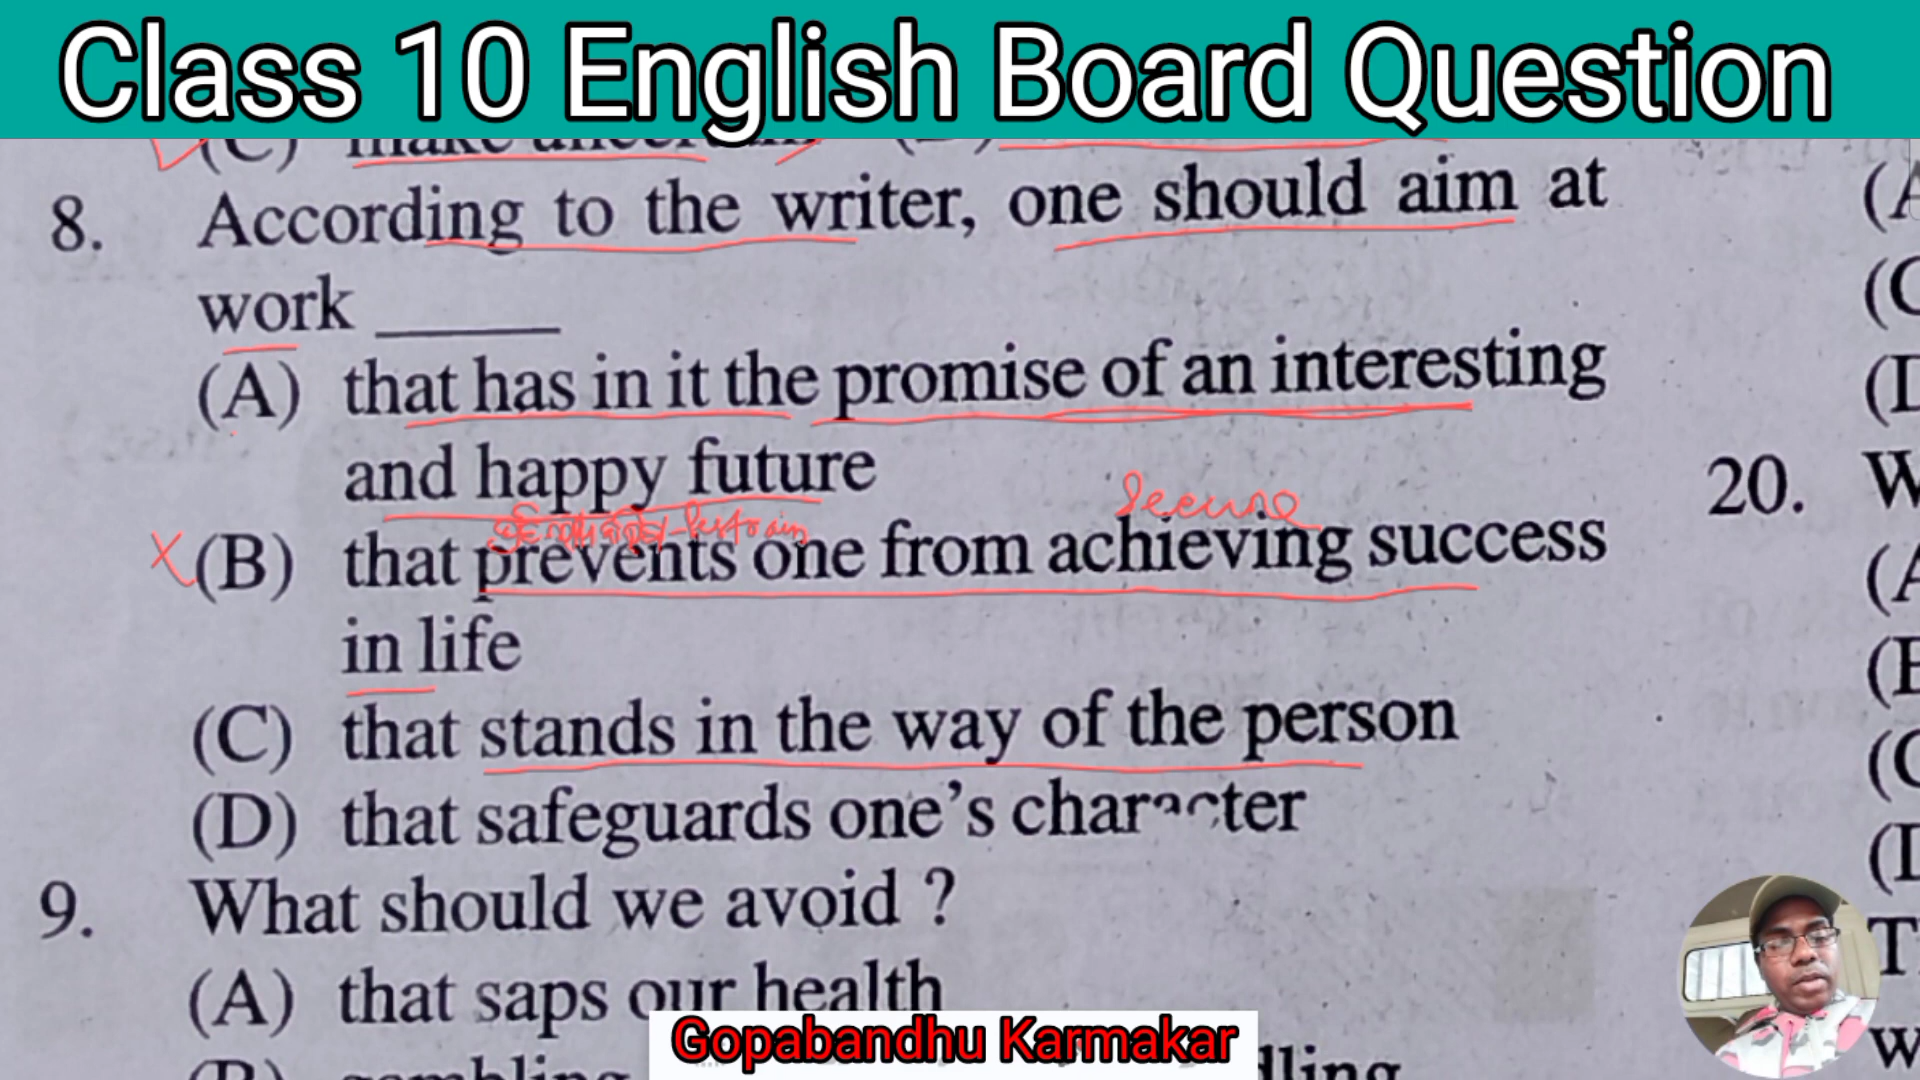 Class 10 English Board Question
8. According to the writer, one should aim at
work ______
(A) that has in it the promise of an interesting
and happy future
Secure
X (B) that prevents one from achieving success
in life
(C) that stands in the way of the person
(D) that safeguards one's character
9. What should we avoid ?
(A) that saps our health
Gopabandhu Karmakar
20.